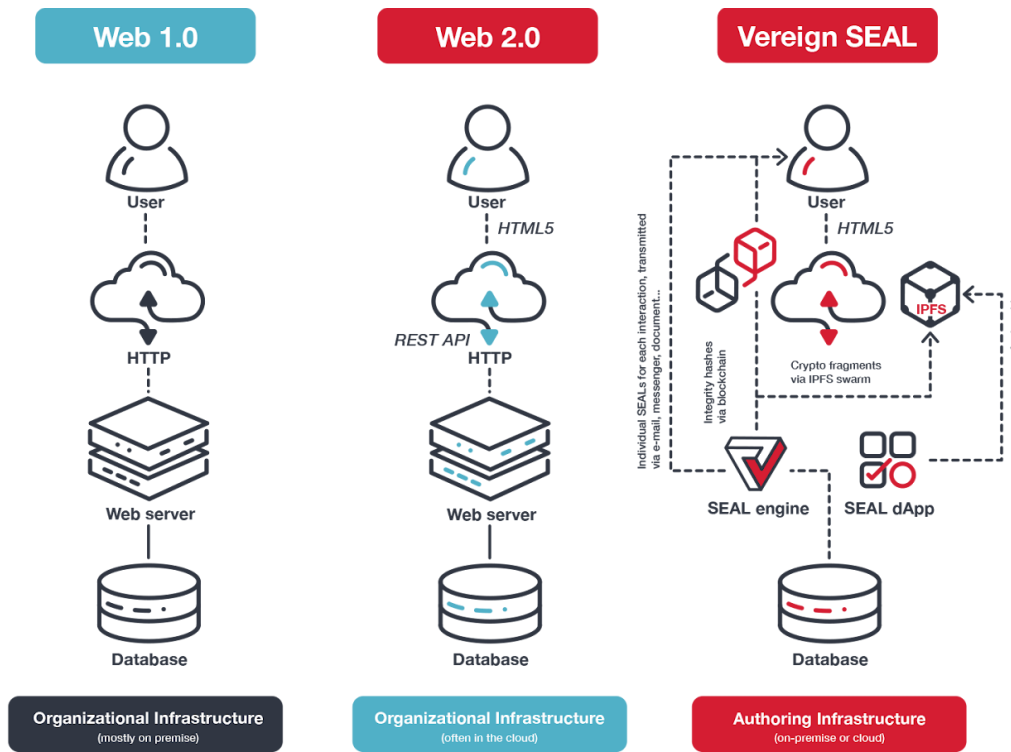 Web 1.0
User
HTTP
Web server
Database
Organizational Infrastructure
(mostly on premise)
Web 2.0
User
HTML5
REST API
HTTP
Web server
Database
Organizational Infrastructure
(often in the cloud)
Vereign SEAL
User
HTML5
Individual SEALs for each interaction, transmitted
via e-mail, messenger, document...
Integrity hashes
via blockchain
IPFS
Crypto fragments
via IPFS swarm
SEAL engine
SEAL dApp
Database
Authoring Infrastructure
(on-premise or cloud)